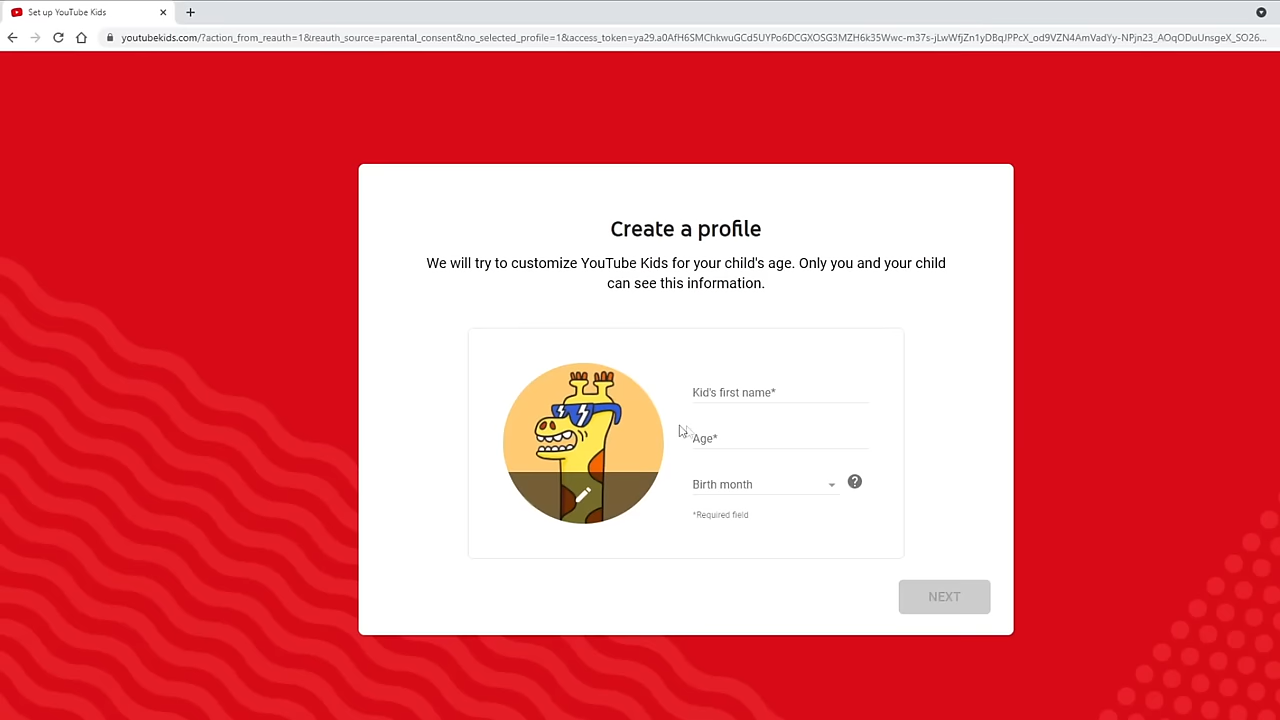 Set up YouTube Kids
youtubekids.com/?action_from_reauth=1&reauth_source=parental_consent&no_selected_profile=1&access_token=ya29.a0AfH6SMChkwuGCd5UYPo6DCGXOSG3MZH6k35Wwc-m37s-jLwWfjZn1yDBqJPPcX_od9VZN4AmVadYy-NPjn23_AOqODuUnsgeX_SO26...
Create a profile
We will try to customize YouTube Kids for your child's age. Only you and your child
can see this information.
Kid's first name*
Age*
Birth month
*Required field
NEXT